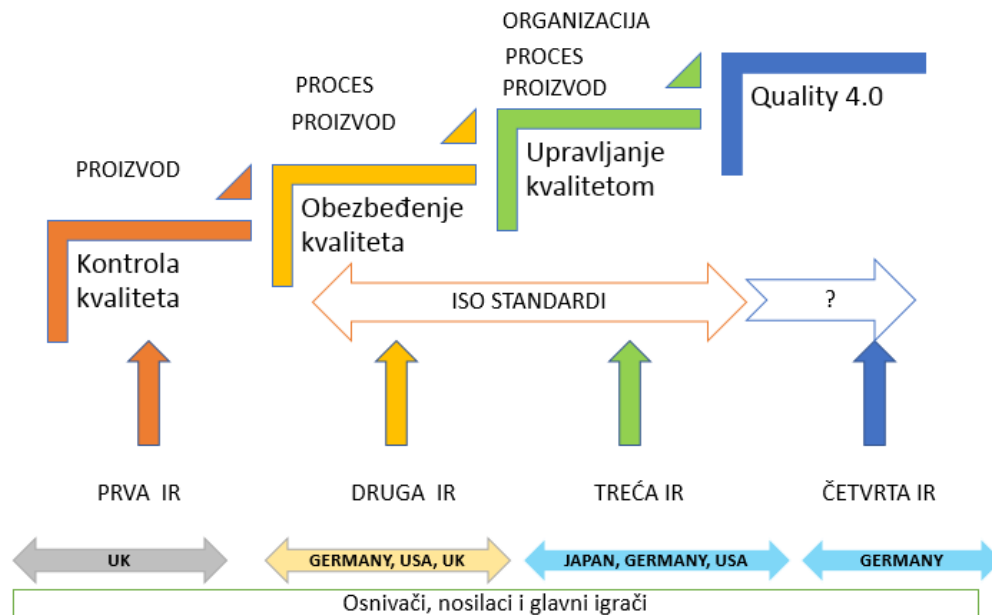 ORGANIZACIJA
PROCES
PROIZVOD
PROCES
PROIZVOD
PROIZVOD
Quality 4.0
Upravljanje
kvalitetom
Obezbeđenje
kvaliteta
Kontrola
kvaliteta
ISO STANDARDI
?
PRVA IR
DRUGA IR
TREĆA IR
ČETVRTA IR
UK
GERMANY, USA, UK
JAPAN, GERMANY, USA
GERMANY
Osnivači, nosilaci i glavni igrači